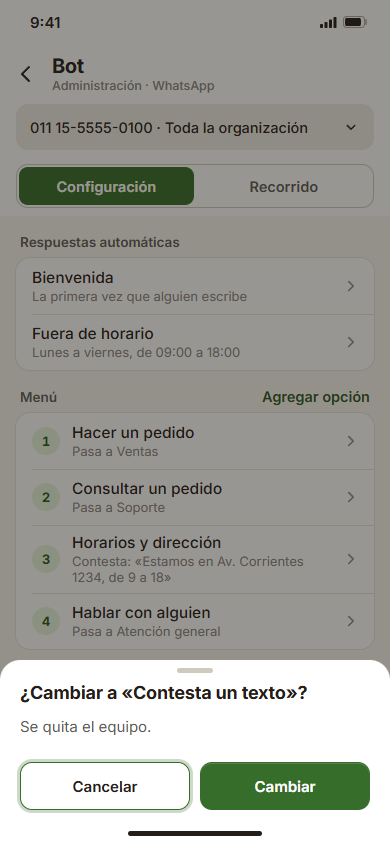 9:41
Bot
Administración · WhatsApp
011 15-5555-0100 · Toda la organización
Configuración
Recorrido
Respuestas automáticas
Bienvenida
La primera vez que alguien escribe
Fuera de horario
Lunes a viernes, de 09:00 a 18:00
Menú
Agregar opción
1
Hacer un pedido
Pasa a Ventas
2
Consultar un pedido
Pasa a Soporte
3
Horarios y dirección
Contesta: «Estamos en Av. Corrientes
1234, de 9 a 18»
4
Hablar con alguien
Pasa a Atención general
¿Cambiar a «Contesta un texto»?
Se quita el equipo.
Cancelar
Cambiar